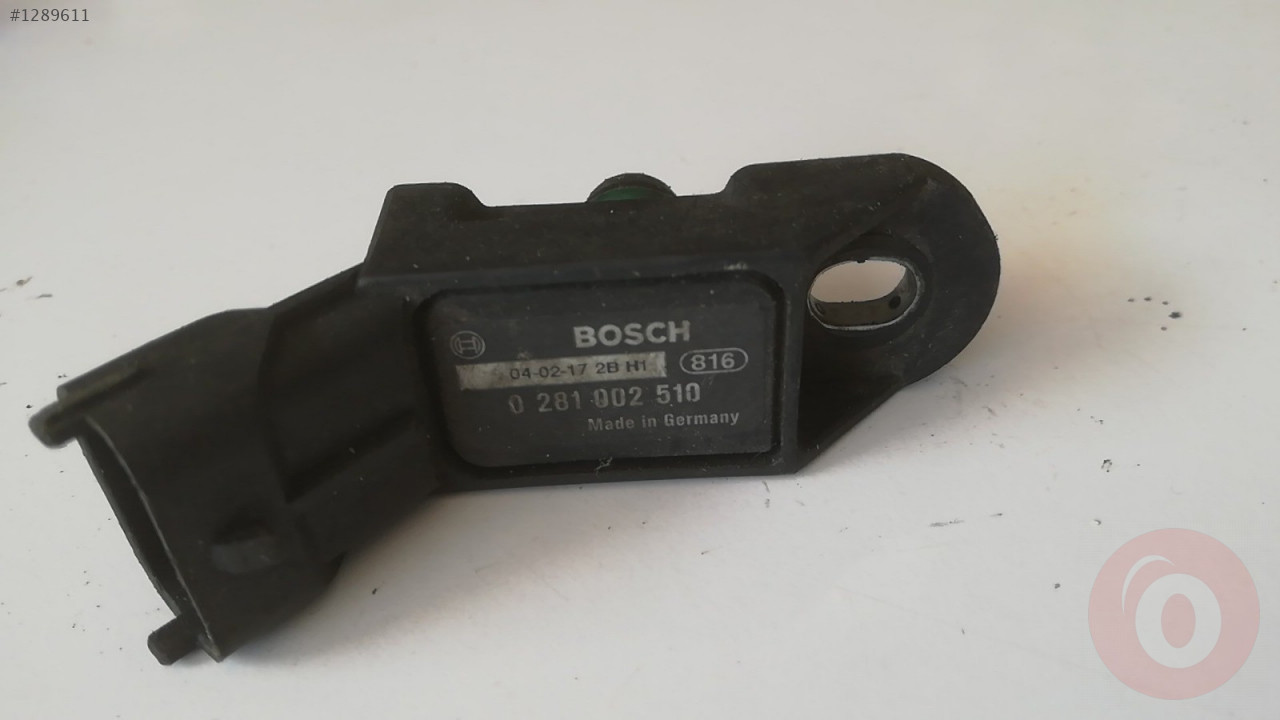 #1289611
BOSCH
04-02-17 2B H1 816
0 281 002 510
Made in Germany